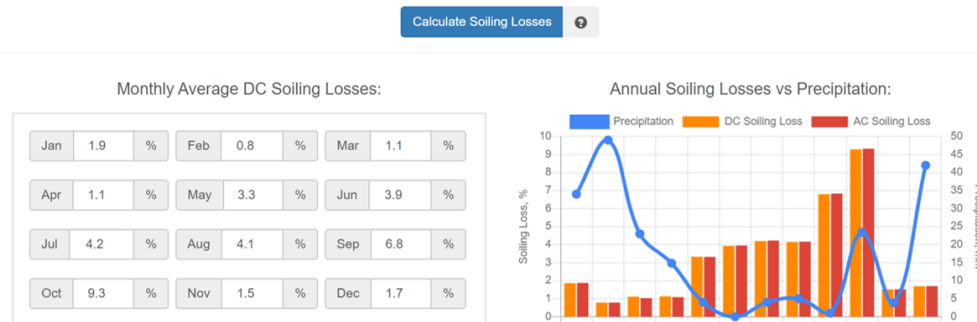 Calculate Soiling Losses ?
Monthly Average DC Soiling Losses:
Jan 1.9 % Feb 0.8 % Mar 1.1 %
Apr 1.1 % May 3.3 % Jun 3.9 %
Jul 4.2 % Aug 4.1 % Sep 6.8 %
Oct 9.3 % Nov 1.5 % Dec 1.7 %
Annual Soiling Losses vs Precipitation:
Precipitation DC Soiling Loss AC Soiling Loss
Soiling Loss, %
10
9
8
7
6
5
4
3
2
1
0
50
45
40
35
30
25
20
15
10
5
0